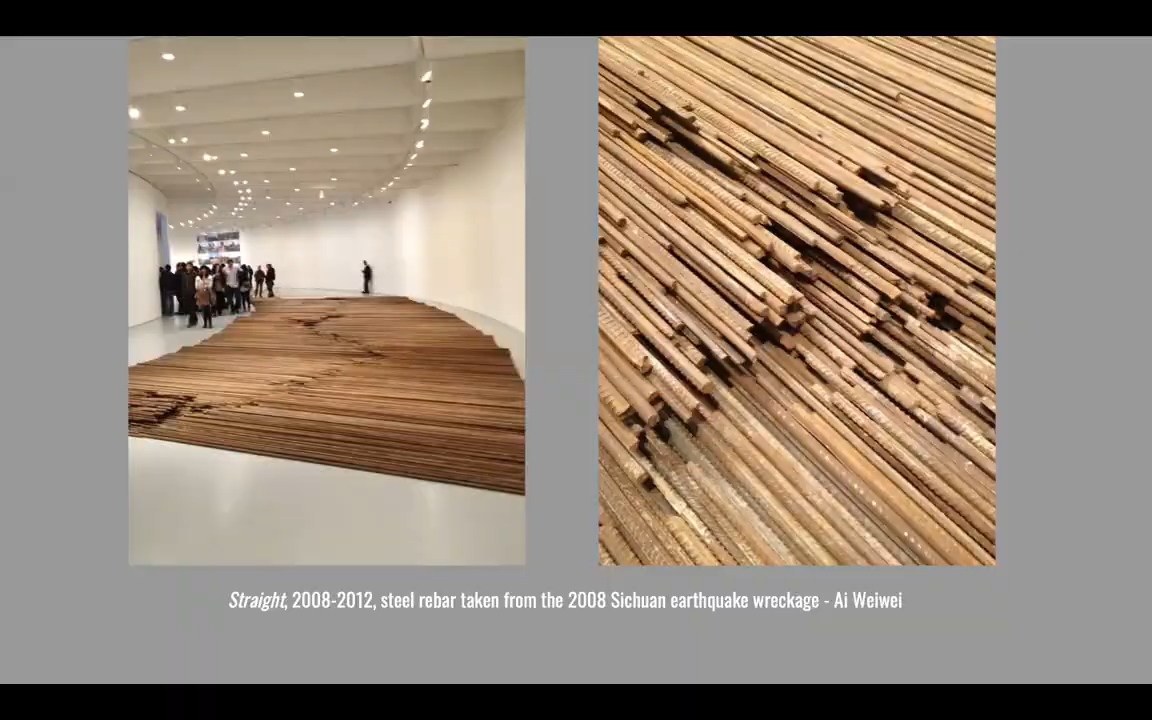 Straight, 2008-2012, steel rebar taken from the 2008 Sichuan earthquake wreckage - Ai Weiwei